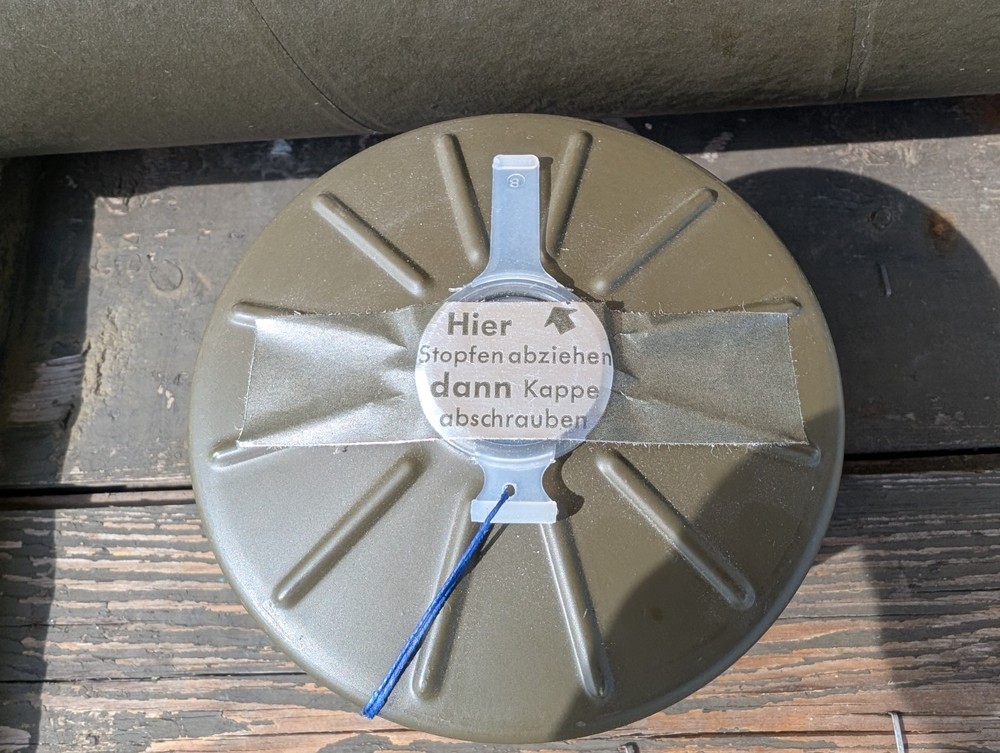 B
Hier
Stopfen abziehen
dann Kappe
abschrauben